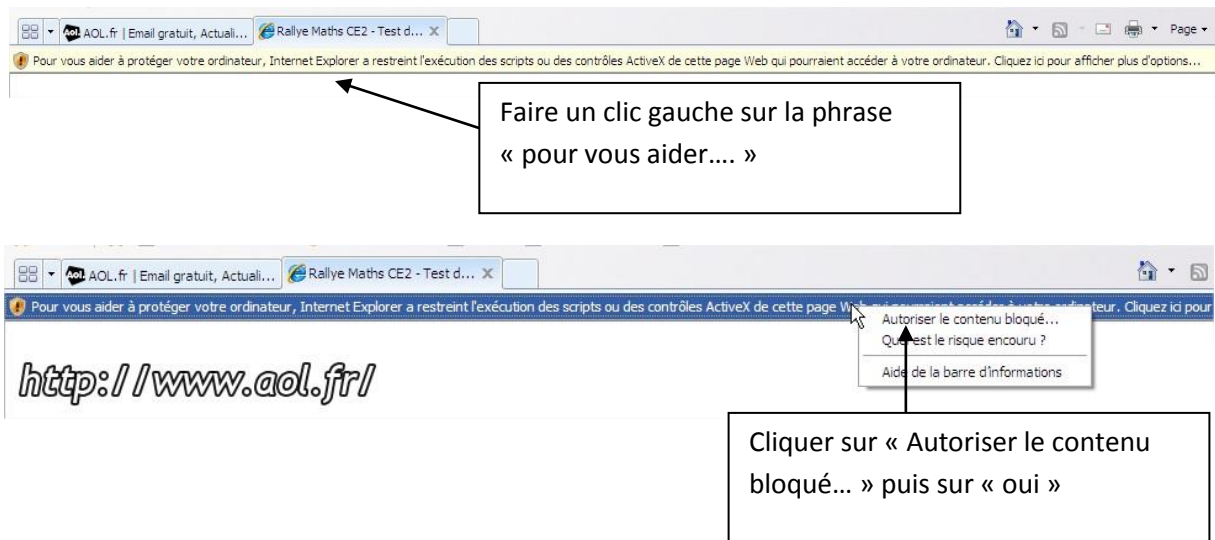 AOL.fr | Email gratuit, Actuali... Rallye Maths CE2 - Test d... X Page
Pour vous aider à protéger votre ordinateur, Internet Explorer a restreint l'exécution des scripts ou des contrôles ActiveX de cette page Web qui pourraient accéder à votre ordinateur. Cliquez ici pour afficher plus d'options...
Faire un clic gauche sur la phrase
« pour vous aider.... »
AOL.fr | Email gratuit, Actuali... Rallye Maths CE2 - Test d... X
Pour vous aider à protéger votre ordinateur, Internet Explorer a restreint l'exécution des scripts ou des contrôles ActiveX de cette page Web qui pourraient accéder à votre ordinateur. Cliquez ici pour
Autoriser le contenu bloqué...
Quel est le risque encouru ?
Aide de la barre d'informations
http://www.aol.fr/
Cliquer sur « Autoriser le contenu
bloqué... » puis sur « oui »